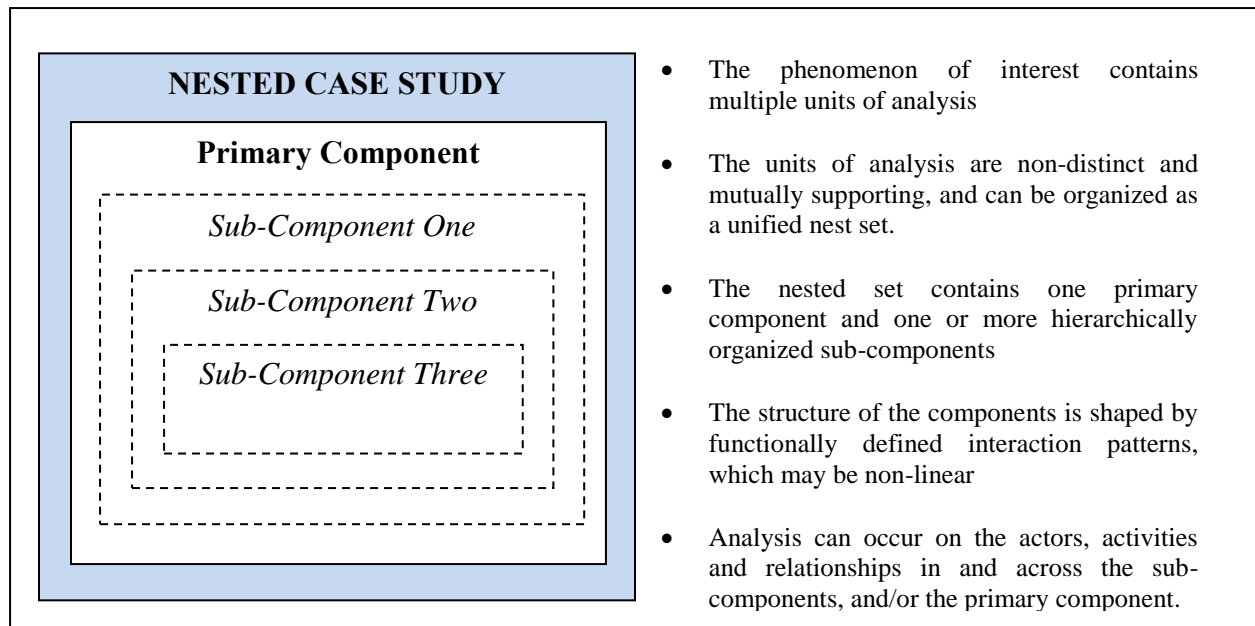 NESTED CASE STUDY
Primary Component
Sub-Component One
Sub-Component Two
Sub-Component Three
• The phenomenon of interest contains
multiple units of analysis
• The units of analysis are non-distinct and
mutually supporting, and can be organized as
a unified nest set.
• The nested set contains one primary
component and one or more hierarchically
organized sub-components
• The structure of the components is shaped by
functionally defined interaction patterns,
which may be non-linear
• Analysis can occur on the actors, activities
and relationships in and across the sub-
components, and/or the primary component.